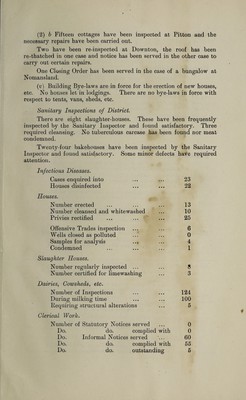 (2) b Fifteen cottages have been inspected at Pitton and the
necessary repairs have been carried out.
Two have been re-inspected at Downton, the roof has been
re-thatched in one case and notice has been served in the other case to
carry out certain repairs.
One Closing Order has been served in the case of a bungalow at
Nomansland.
(v) Building Bye-laws are in force for the erection of new houses,
etc. No houses let in lodgings. There are no bye-laws in force with
respect to tents, vans, sheds, etc.
Sanitary Inspections of District.
There are eight slaughter-houses. These have been frequently
inspected by the Sanitary Inspector and found satisfactory. Three
required cleansing. No tuberculous carcase has been found nor meat
condemned.
Twenty-four bakehouses have been inspected by the Sanitary
Inspector and found satisfactory. Some minor defects have required
attention.
Infectious Diseases.
Cases enquired into ... ... 23
Houses disinfected ... ... 22
Houses.
Number erected ... ... 13
Number cleaned and whitewashed ... 10
Privies rectified ... ... 25
Offensive Trades inspection ... ... 6
Wells closed as polluted ... ... 0
Samples for analysis ... ... 4
Condemned ... ... 1
Slaughter Houses.
Number regularly inspected ... ... 8
Number certified for limewashing ... 3
Dairies, Cowsheds, etc.
Number of Inspections ... ... 124
During milking time ... ... 100
Requiring structural alterations ... 5
Clerical Work.
Number of Statutory Notices served ... 0
Do. do. complied with 0
Do. Informal Notices served ... 60
Do. do. complied with 55
Do. do. outstanding 5